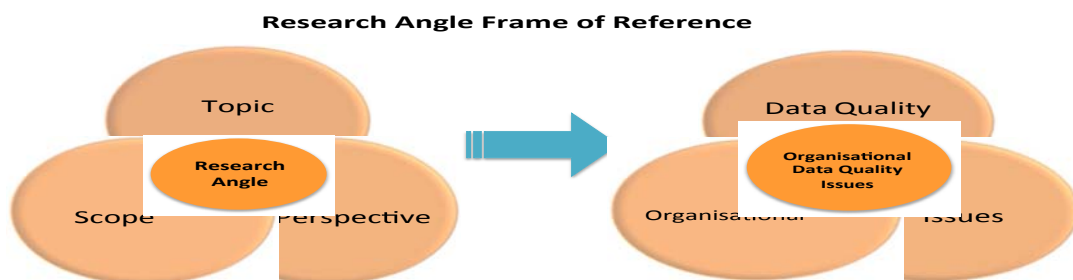 Research Angle Frame of Reference
Topic
Research
Angle
Scope
Perspective
Data Quality
Organisational
Data Quality
Issues
Organisational
Issues